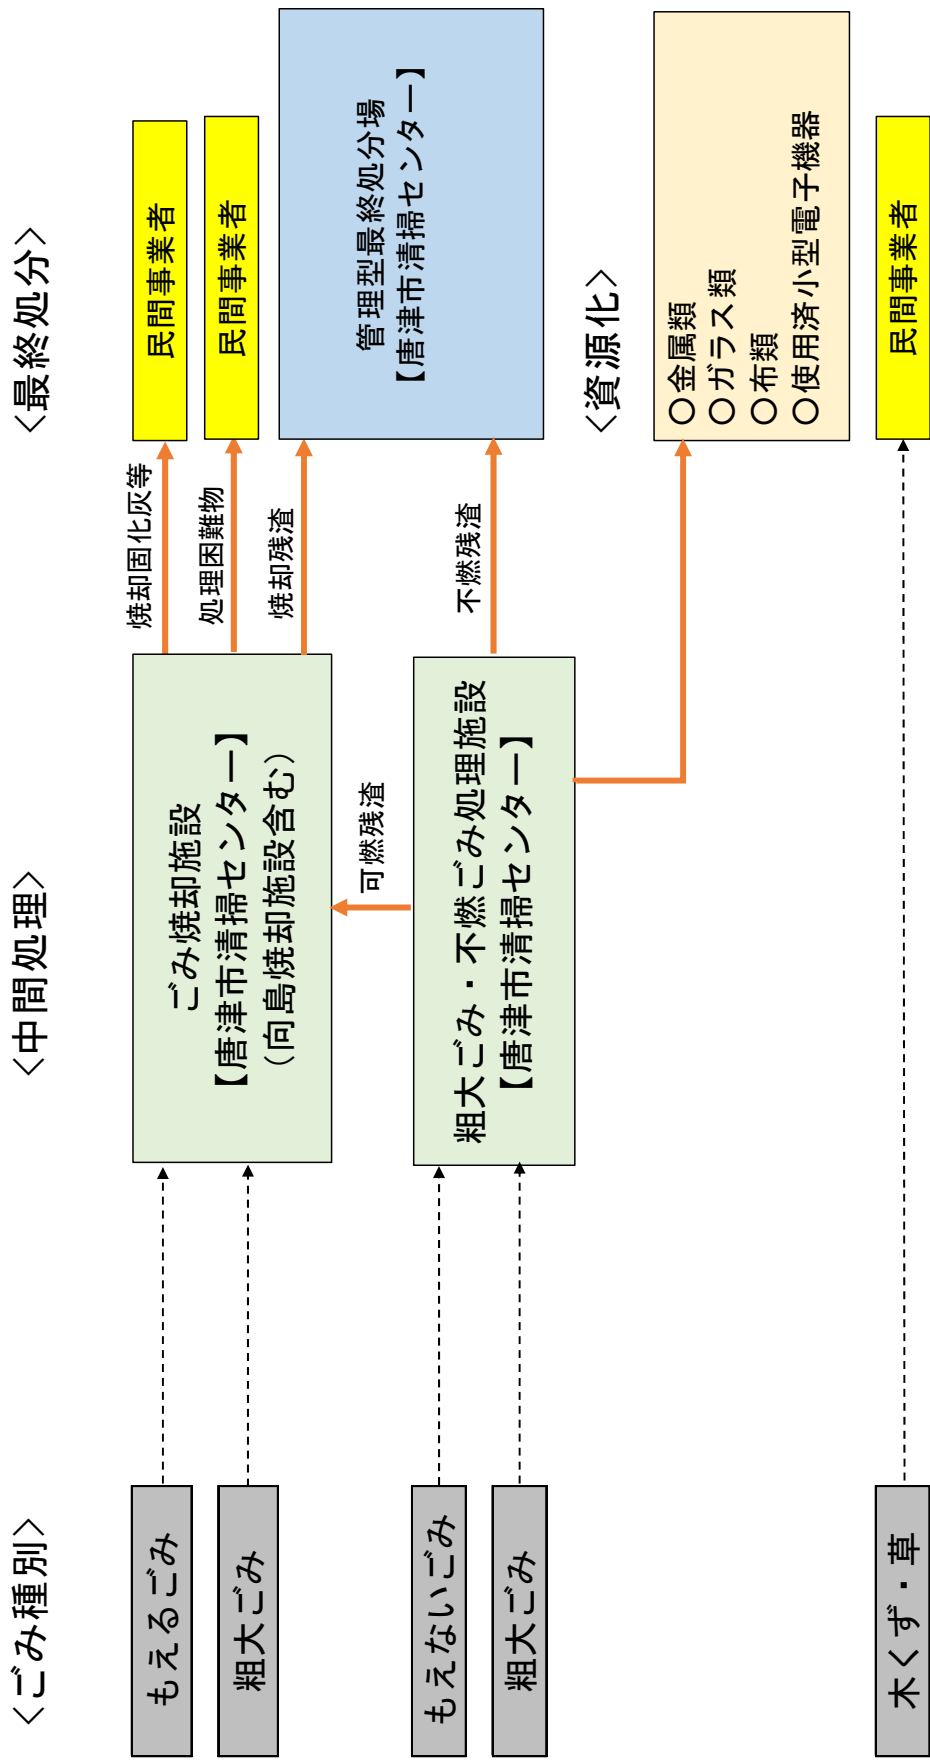 ＜ごみ種別＞
＜中間処理＞
＜最終処分＞
もえるごみ
粗大ごみ
もえないごみ
粗大ごみ
木くず・草
ごみ焼却施設
【唐津市清掃センター】
（向島焼却施設含む）
可燃残渣
粗大ごみ・不燃ごみ処理施設
【唐津市清掃センター】
焼却固化灰等
処理困難物
焼却残渣
不燃残渣
民間事業者
民間事業者
管理型最終処分場
【唐津市清掃センター】
＜資源化＞
○金属類
○ガラス類
○布類
○使用済小型電子機器
民間事業者